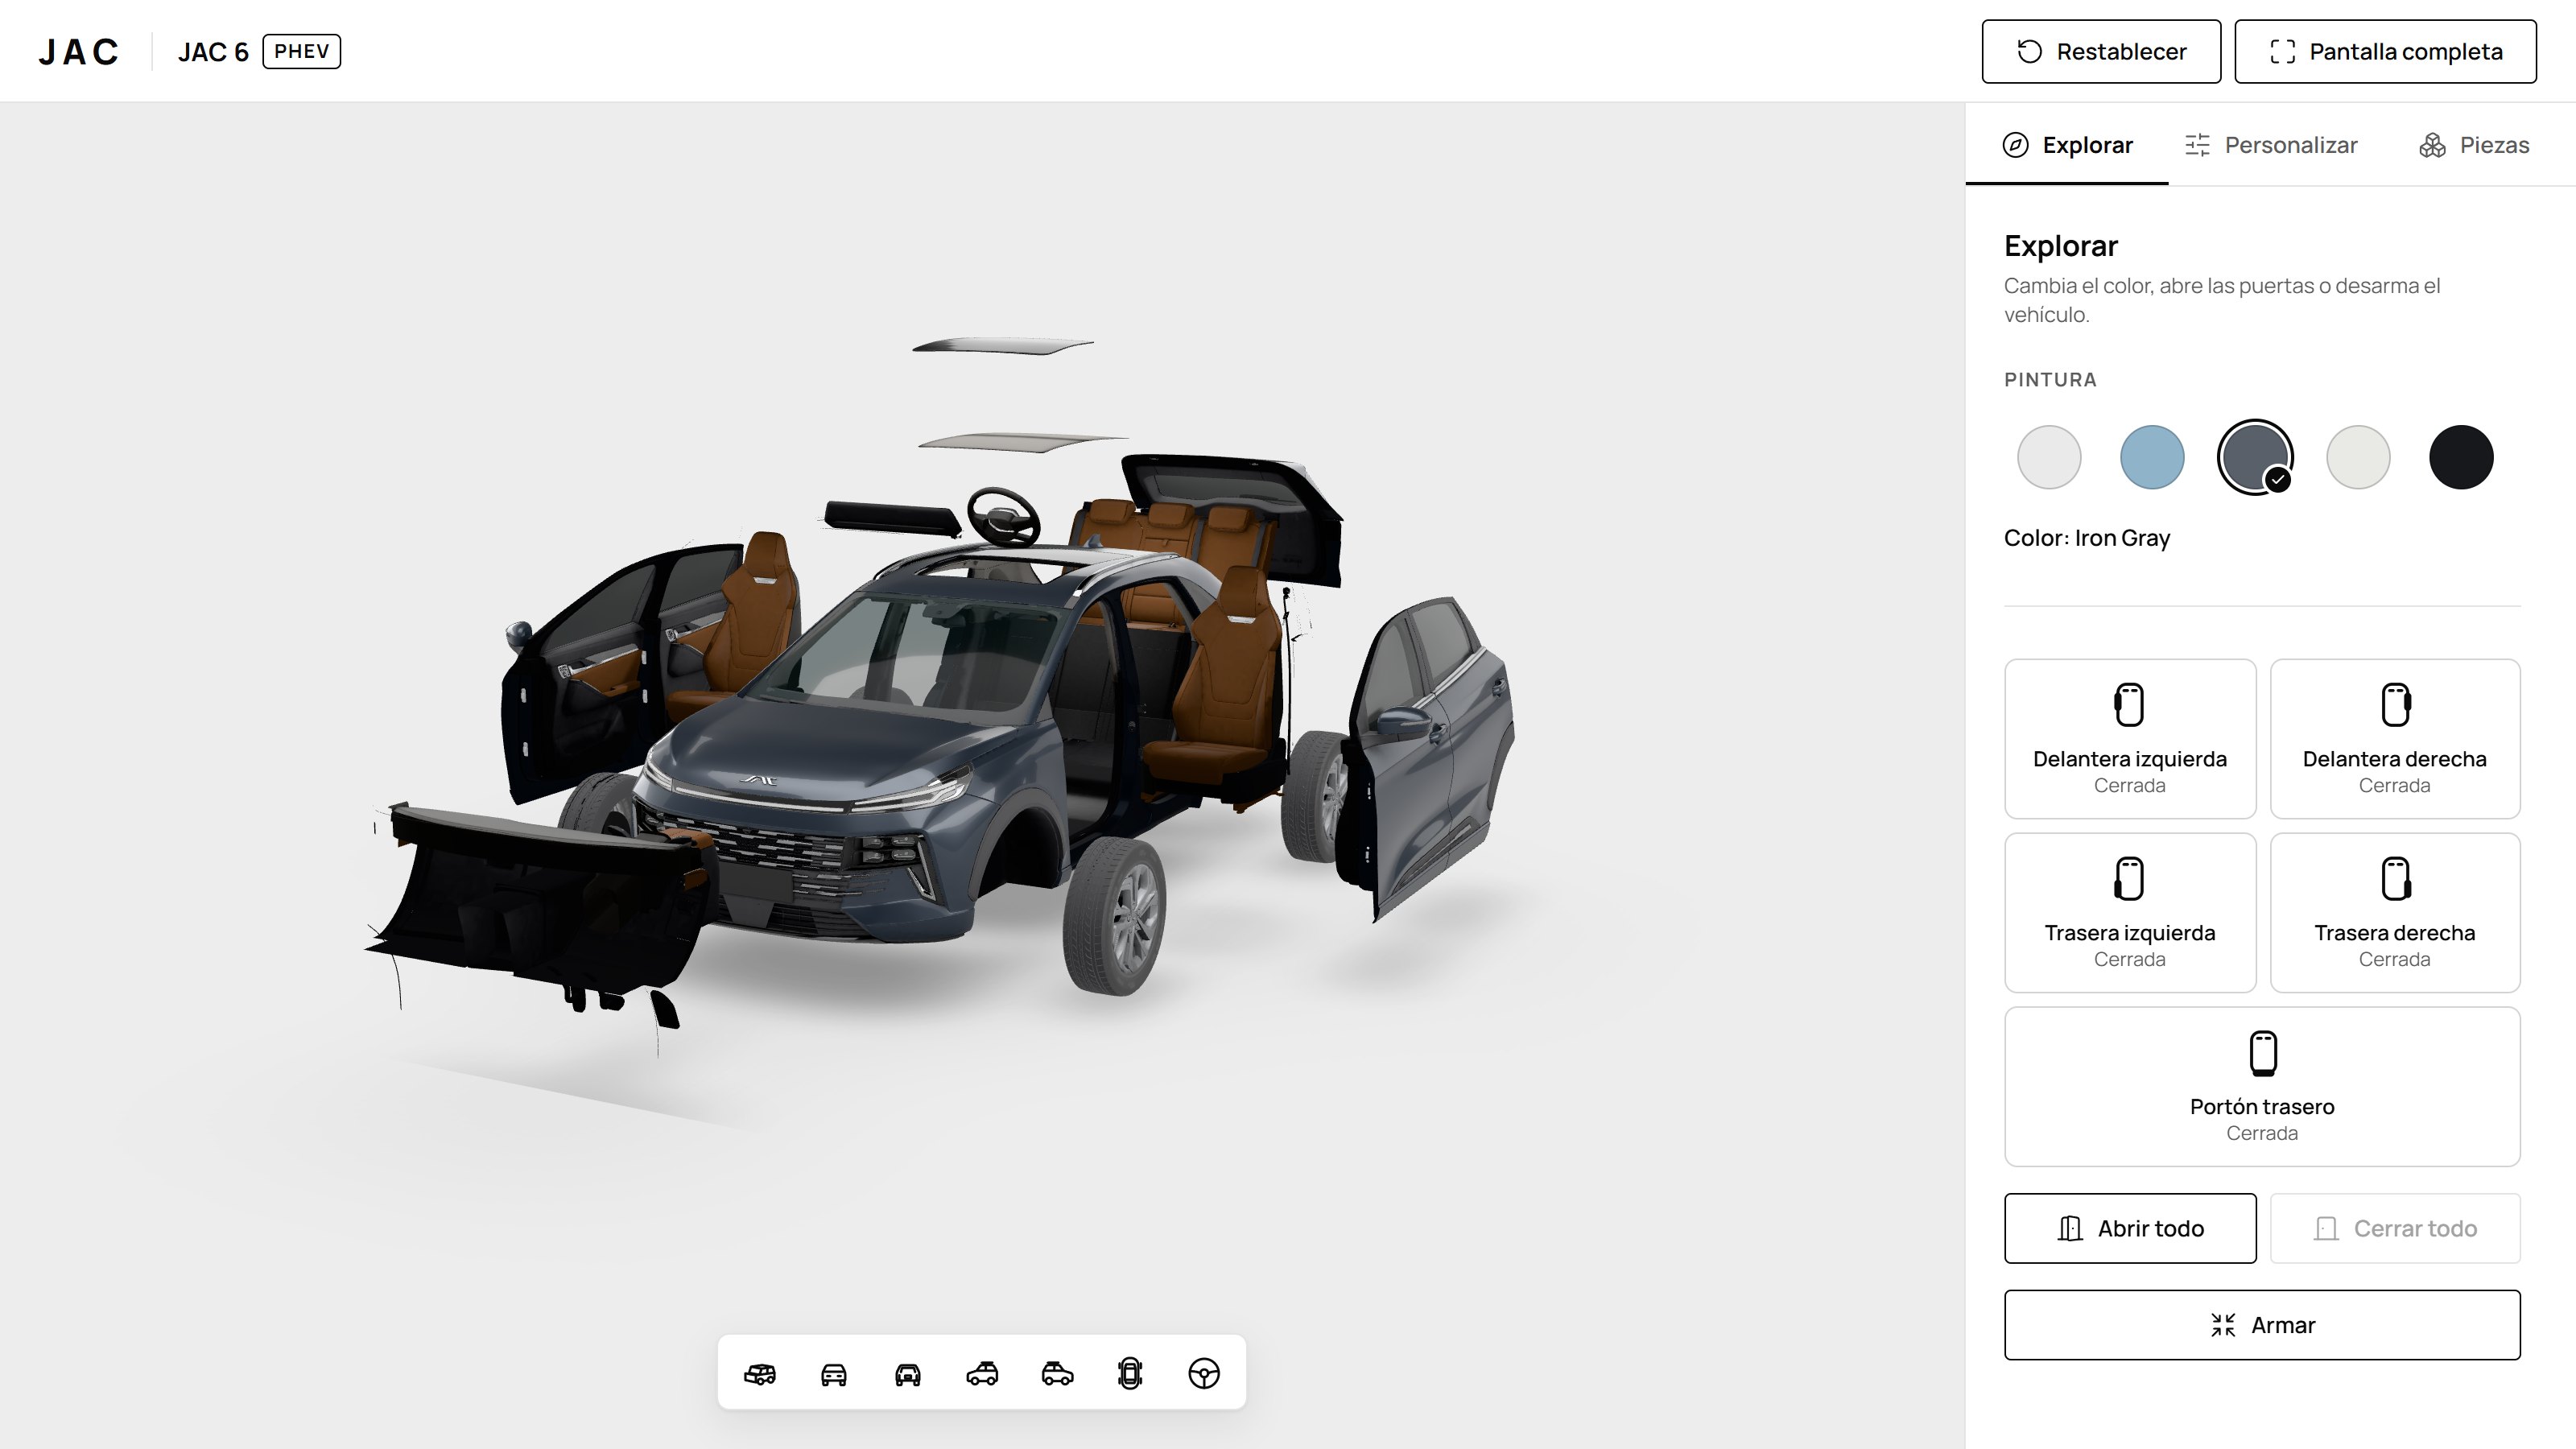 JAC
JAC 6 PHEV
Restablecer
Pantalla completa
Explorar
Personalizar
Piezas
Explorar
Cambia el color, abre las puertas o desarma el
vehículo.
PINTURA
Color: Iron Gray
Delantera izquierda
Cerrada
Delantera derecha
Cerrada
Trasera izquierda
Cerrada
Trasera derecha
Cerrada
Portón trasero
Cerrada
Abrir todo
Cerrar todo
Armar